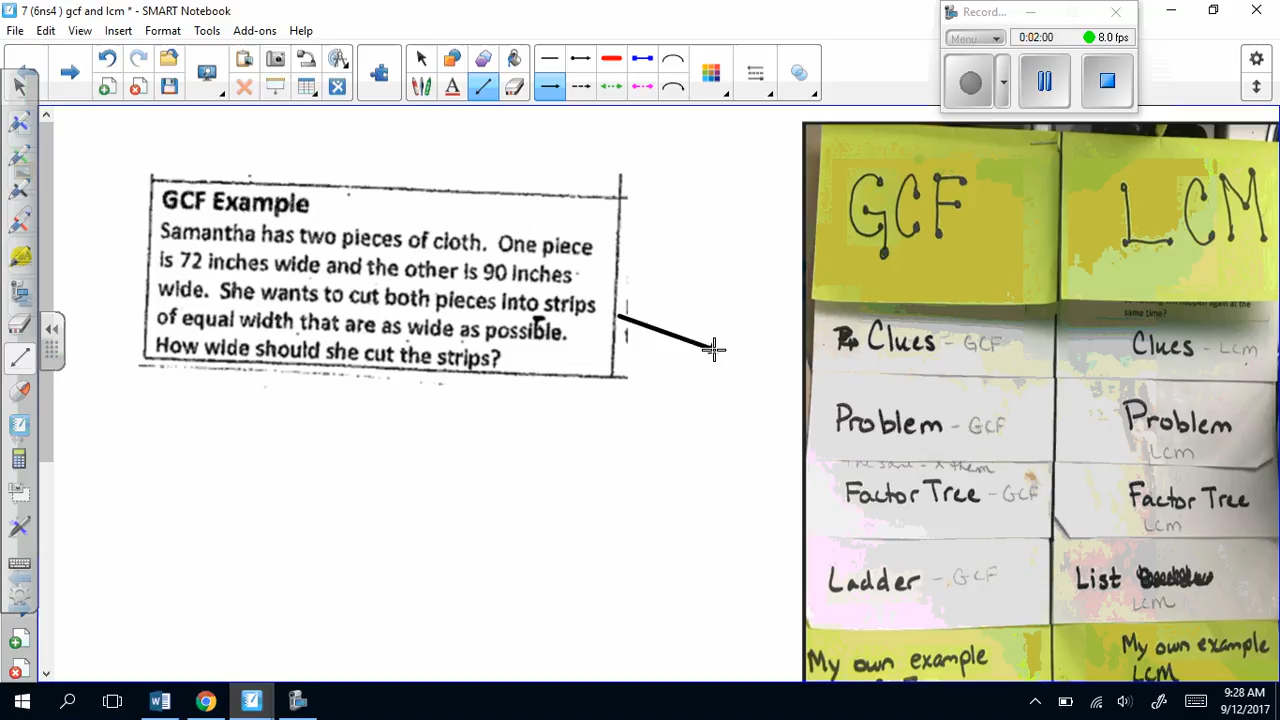 7 (6ns4 ) gcf and lcm * - SMART Notebook
File Edit View Insert Format Tools Add-ons Help
Record...
Menu 0:02:00 8.0 fps
GCF Example
Samantha has two pieces of cloth. One piece
is 72 inches wide and the other is 90 inches
wide. She wants to cut both pieces into strips
of equal width that are as wide as possible.
How wide should she cut the strips?
GCF LCM
same time?
Clues - GCF Clues - LCM
Problem - GCF Problem
LCM
The same - x them
Factor Tree - GCF Factor Tree
LCM
Ladder - GCF List
LCM
My own example My own example
LCM
9:28 AM
9/12/2017